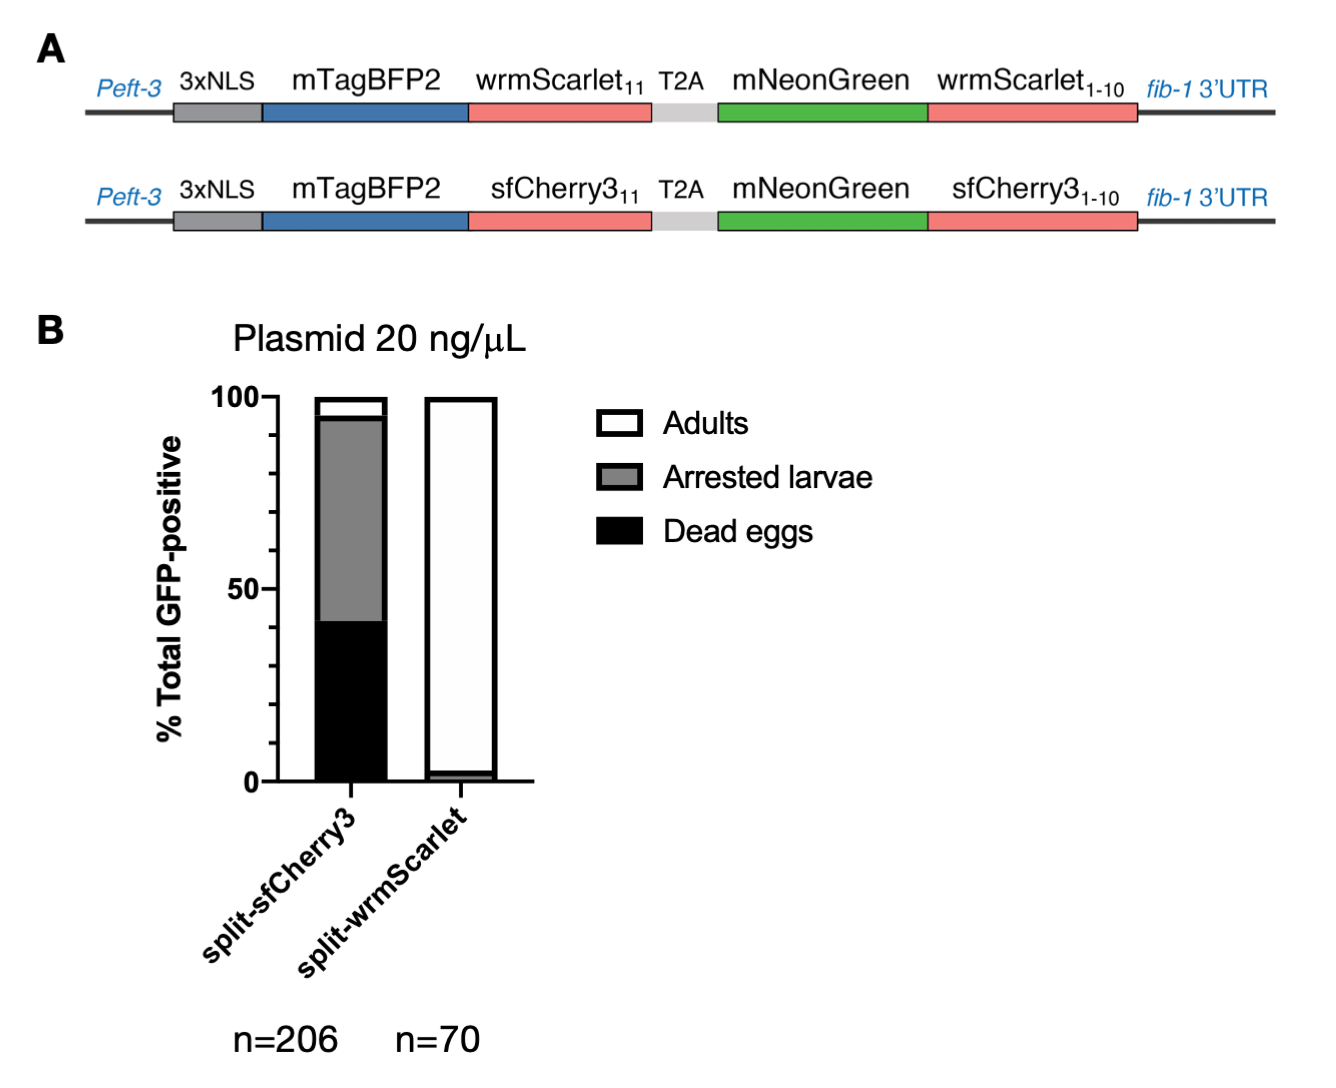 A
Peft-3 3xNLS mTagBFP2 wrmScarlet11 T2A mNeonGreen wrmScarlet1-10 fib-1 3'UTR
Peft-3 3xNLS mTagBFP2 sfCherry311 T2A mNeonGreen sfCherry31-10 fib-1 3'UTR
B
Plasmid 20 ng/μL
% Total GFP-positive
100
50
0
Adults
Arrested larvae
Dead eggs
split-sfCherry3
split-wrmScarlet
n=206 n=70